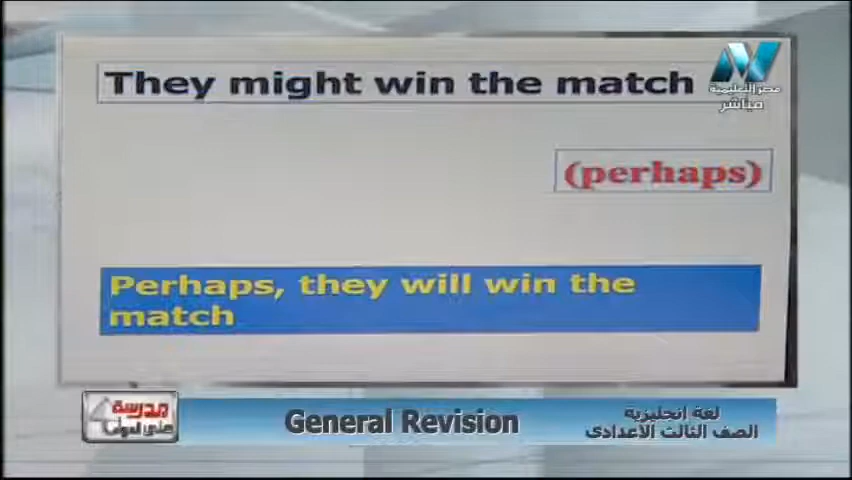 They might win the match
مصر التعليمية
مباشر
(perhaps)
Perhaps, they will win the
match
مدرسة
على الهواء
General Revision
لغة انجليزية
الصف الثالث الاعدادى